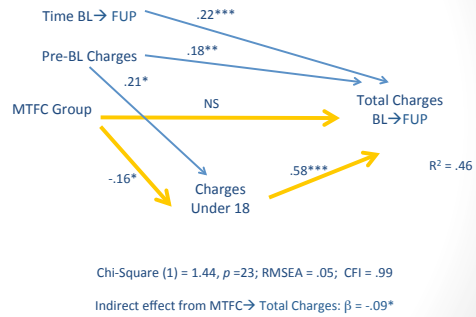 Time BL→ FUP
.22***
.18**
Pre-BL Charges
.21*
Total Charges
BL→FUP
MTFC Group
NS
R² = .46
-.16*
.58***
Charges
Under 18
Chi-Square (1) = 1.44, p =23; RMSEA = .05;  CFI = .99
Indirect effect from MTFC→ Total Charges: β = -.09*